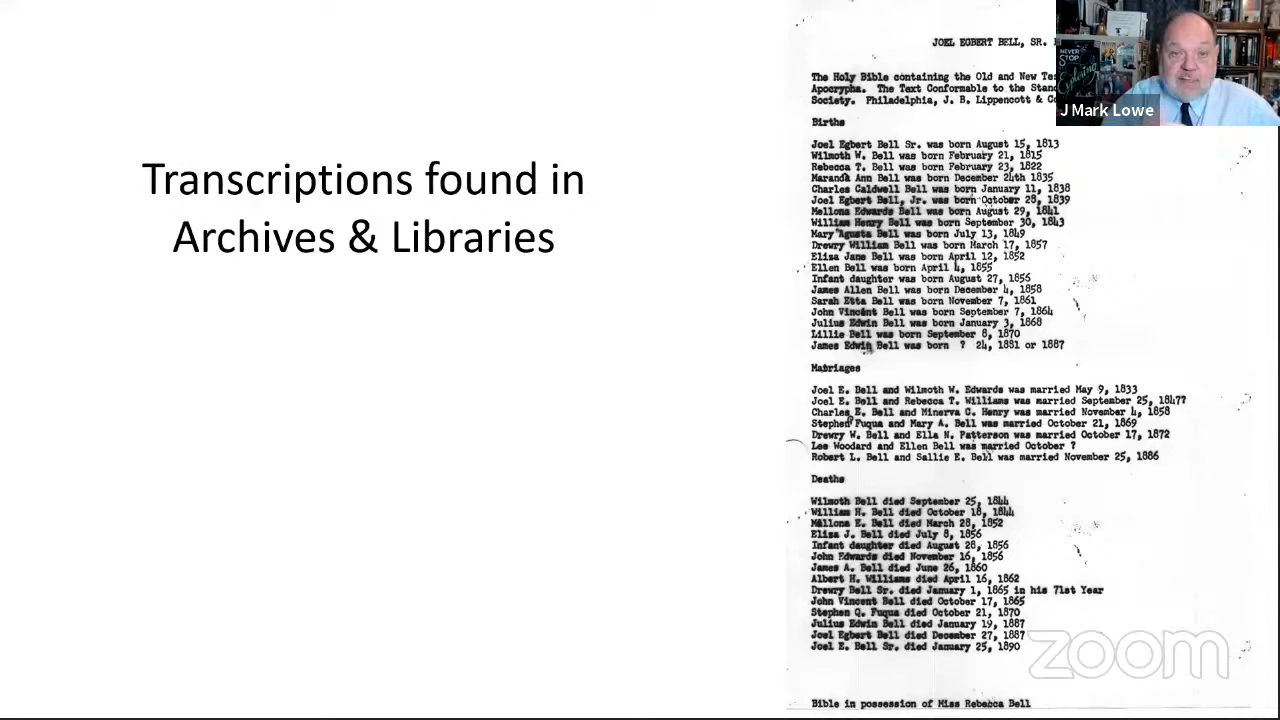 Transcriptions found in
Archives & Libraries
JOEL EGBERT BELL, SR.
The Holy Bible containing the Old and New
Apocrypha. The Text Conformable to the
Society. Philadelphia, J. B. Lippencott &
Births
Joel Egbert Bell Sr. was born August 15, 1813
Wilmoth W. Bell was born February 21, 1815
Rebecca T. Bell was born February 23, 1822
Maranda Ann Bell was born December 24th 1835
Charles Caldwell Bell was born January 11, 1838
Joel Egbert Bell, Jr. was born October 28, 1839
Mellona Edwards Bell was born August 29, 1841
William Henry Bell was born September 30, 1843
Mary Agusta Bell was born July 13, 1849
Drewry William Bell was born March 17, 1857
Eliza Jane Bell was born April 12, 1852
Ellen Bell was born April 4, 1855
Infant daughter was born August 27, 1856
James Allen Bell was born December 4, 1858
Sarah Etta Bell was born November 7, 1861
John Vincent Bell was born September 7, 1864
Julius Edwin Bell was born January 3, 1868
Lillie Bell was born September 8, 1870
James Edwin Bell was born ? 24, 1881 or 1887
Marriages
Joel E. Bell and Wilmoth W. Edwards was married May 9, 1833
Joel E. Bell and Rebecca T. Williams was married September 25, 1847?
Charles E. Bell and Minerva C. Henry was married November 4, 1858
Stephen Fuqua and Mary A. Bell was married October 21, 1869
Drewry W. Bell and Ella N. Patterson was married October 17, 1872
Lee Woodard and Ellen Bell was married October ?
Robert L. Bell and Sallie E. Bell was married November 25, 1886
Deaths
Wilmoth Bell died September 25, 1844
William H. Bell died October 18, 1844
Mellona E. Bell died March 28, 1852
Eliza J. Bell died July 8, 1856
Infant daughter died August 28, 1856
John Edwards died November 16, 1856
James A. Bell died June 26, 1860
Albert H. Williams died April 16, 1862
Drewry Bell Sr. died January 1, 1865 in his 71st Year
John Vincent Bell died October 17, 1865
Stephen Q. Fuqua died October 21, 1870
Julius Edwin Bell died January 19, 1887
Joel Egbert Bell died December 27, 1887
Joel E. Bell Sr. died January 25, 1890
Bible in possession of Miss Rebecca Bell
NEVER
STOP
Exploring
J Mark Lowe
zoom